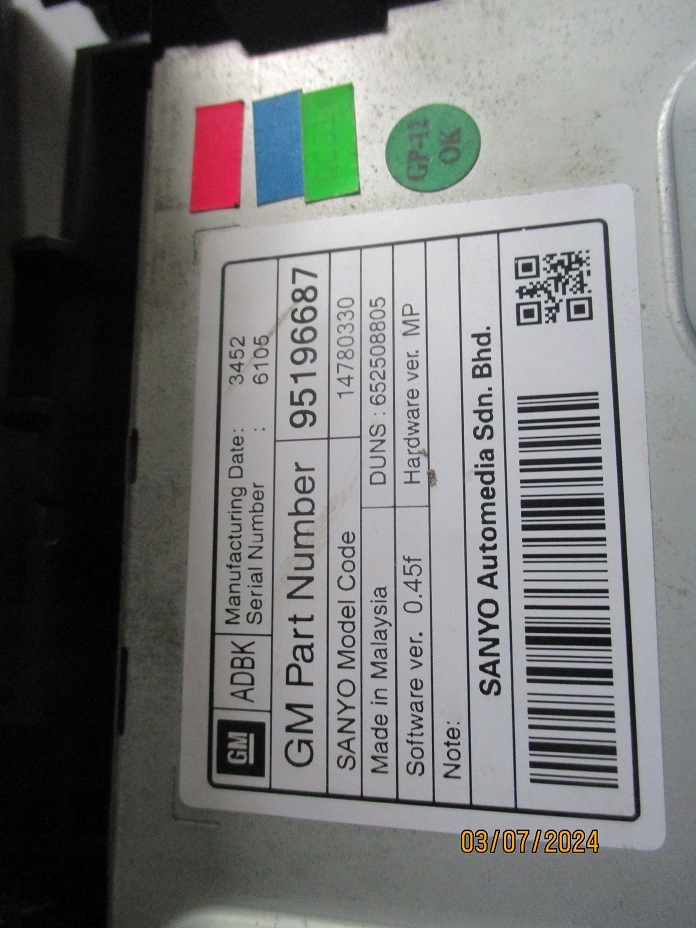 GP-12
OK
GM ADBK Manufacturing Date: 3452
Serial Number : 6105
GM Part Number 95196687
SANYO Model Code 14780330
Made in Malaysia DUNS : 652508805
Software ver. 0.45f Hardware ver. MP
Note:
SANYO Automedia Sdn. Bhd.
03/07/2024